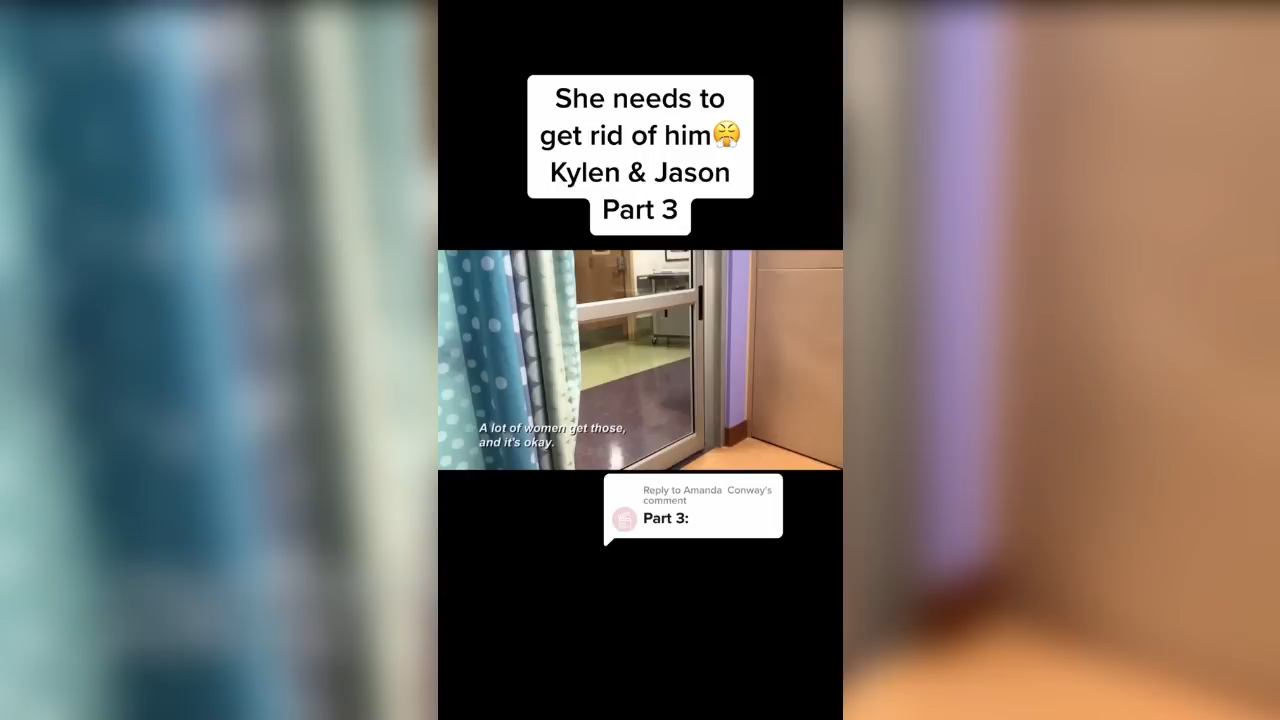 She needs to
get rid of him😤
Kylen & Jason
Part 3
A lot of women get those,
and it's okay.
Reply to Amanda Conway's
comment
Part 3: